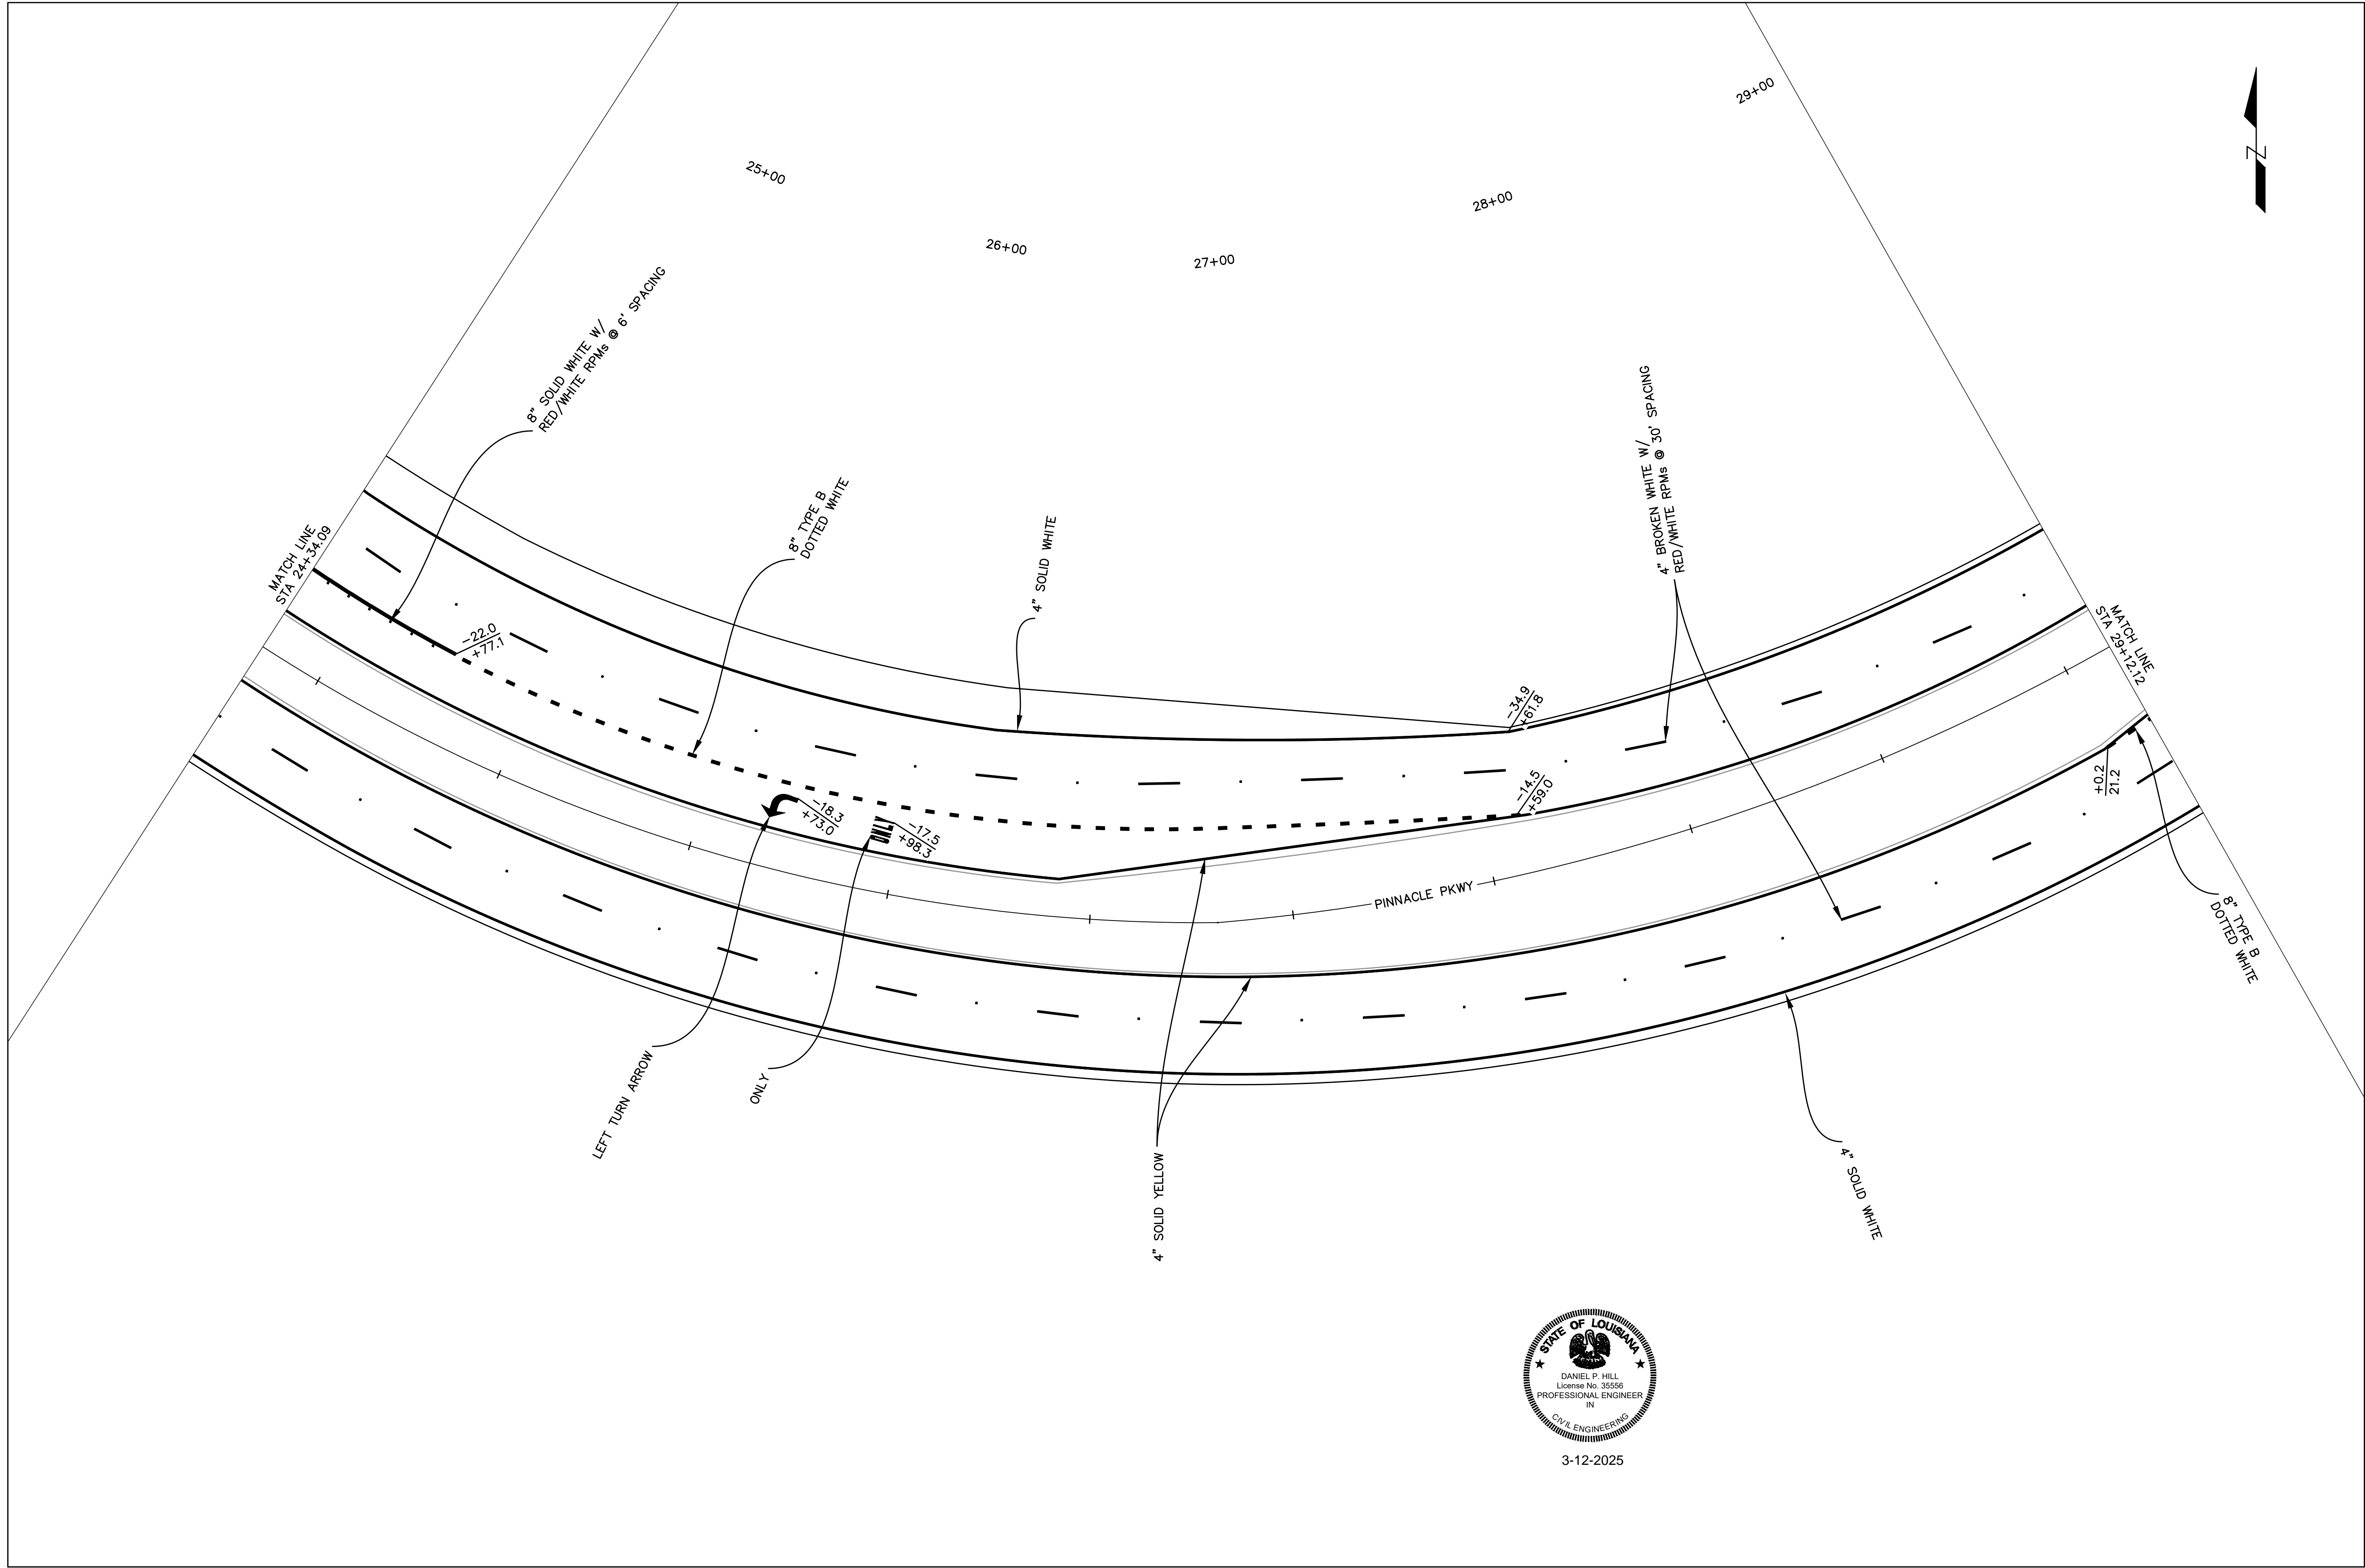 29+00
25+00
28+00
26+00
27+00
N
8" SOLID WHITE W/
RED/WHITE RPMs @ 6' SPACING
8" TYPE B
DOTTED WHITE
4" SOLID WHITE
4" BROKEN WHITE W/
RED/WHITE RPMs @ 30' SPACING
MATCH LINE
STA 24+34.09
-22.0
+77.1
-34.9
+61.8
MATCH LINE
STA 29+12.12
-18.3
+73.0
-17.5
+98.3
ONLY
-14.5
+59.0
+0.2
21.2
PINNACLE PKWY
8" TYPE B
DOTTED WHITE
LEFT TURN ARROW
ONLY
4" SOLID YELLOW
4" SOLID WHITE
STATE OF LOUISIANA
DANIEL P. HILL
License No. 35556
PROFESSIONAL ENGINEER
IN
CIVIL ENGINEERING
3-12-2025